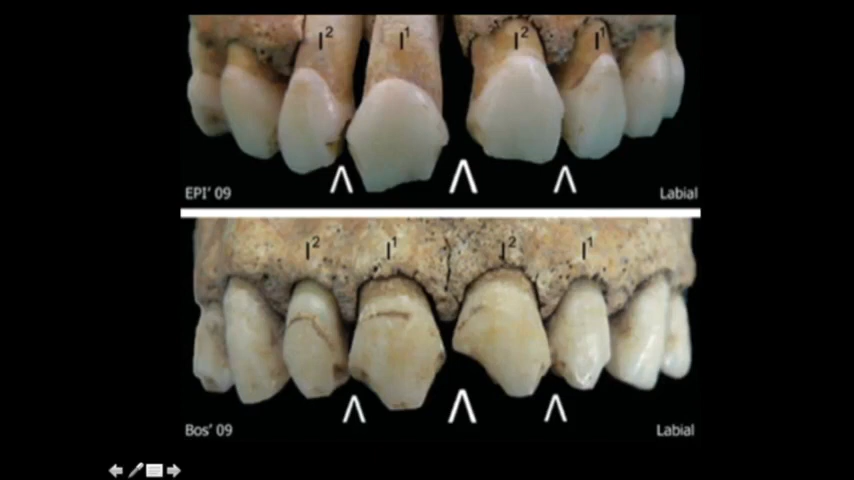 I² I¹ I² I¹
EPI' 09 Labial
I² I¹ I² I¹
Bos' 09 Labial